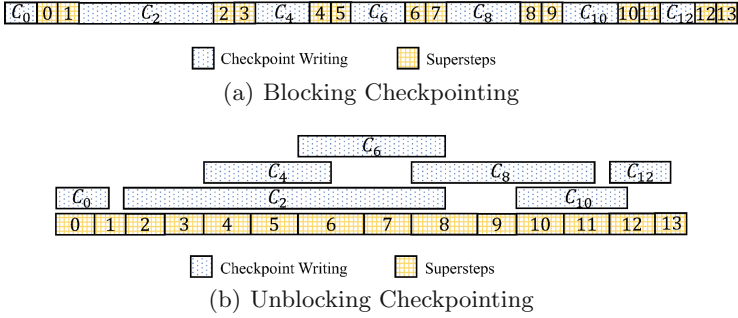 C0 0 1 C2 2 3 C4 4 5 C6 6 7 C8 8 9 C10 10 11 C12 12 13
Checkpoint Writing Supersteps
(a) Blocking Checkpointing
C6
C4 C8 C12
C0 C2 C10
0 1 2 3 4 5 6 7 8 9 10 11 12 13
Checkpoint Writing Supersteps
(b) Unblocking Checkpointing